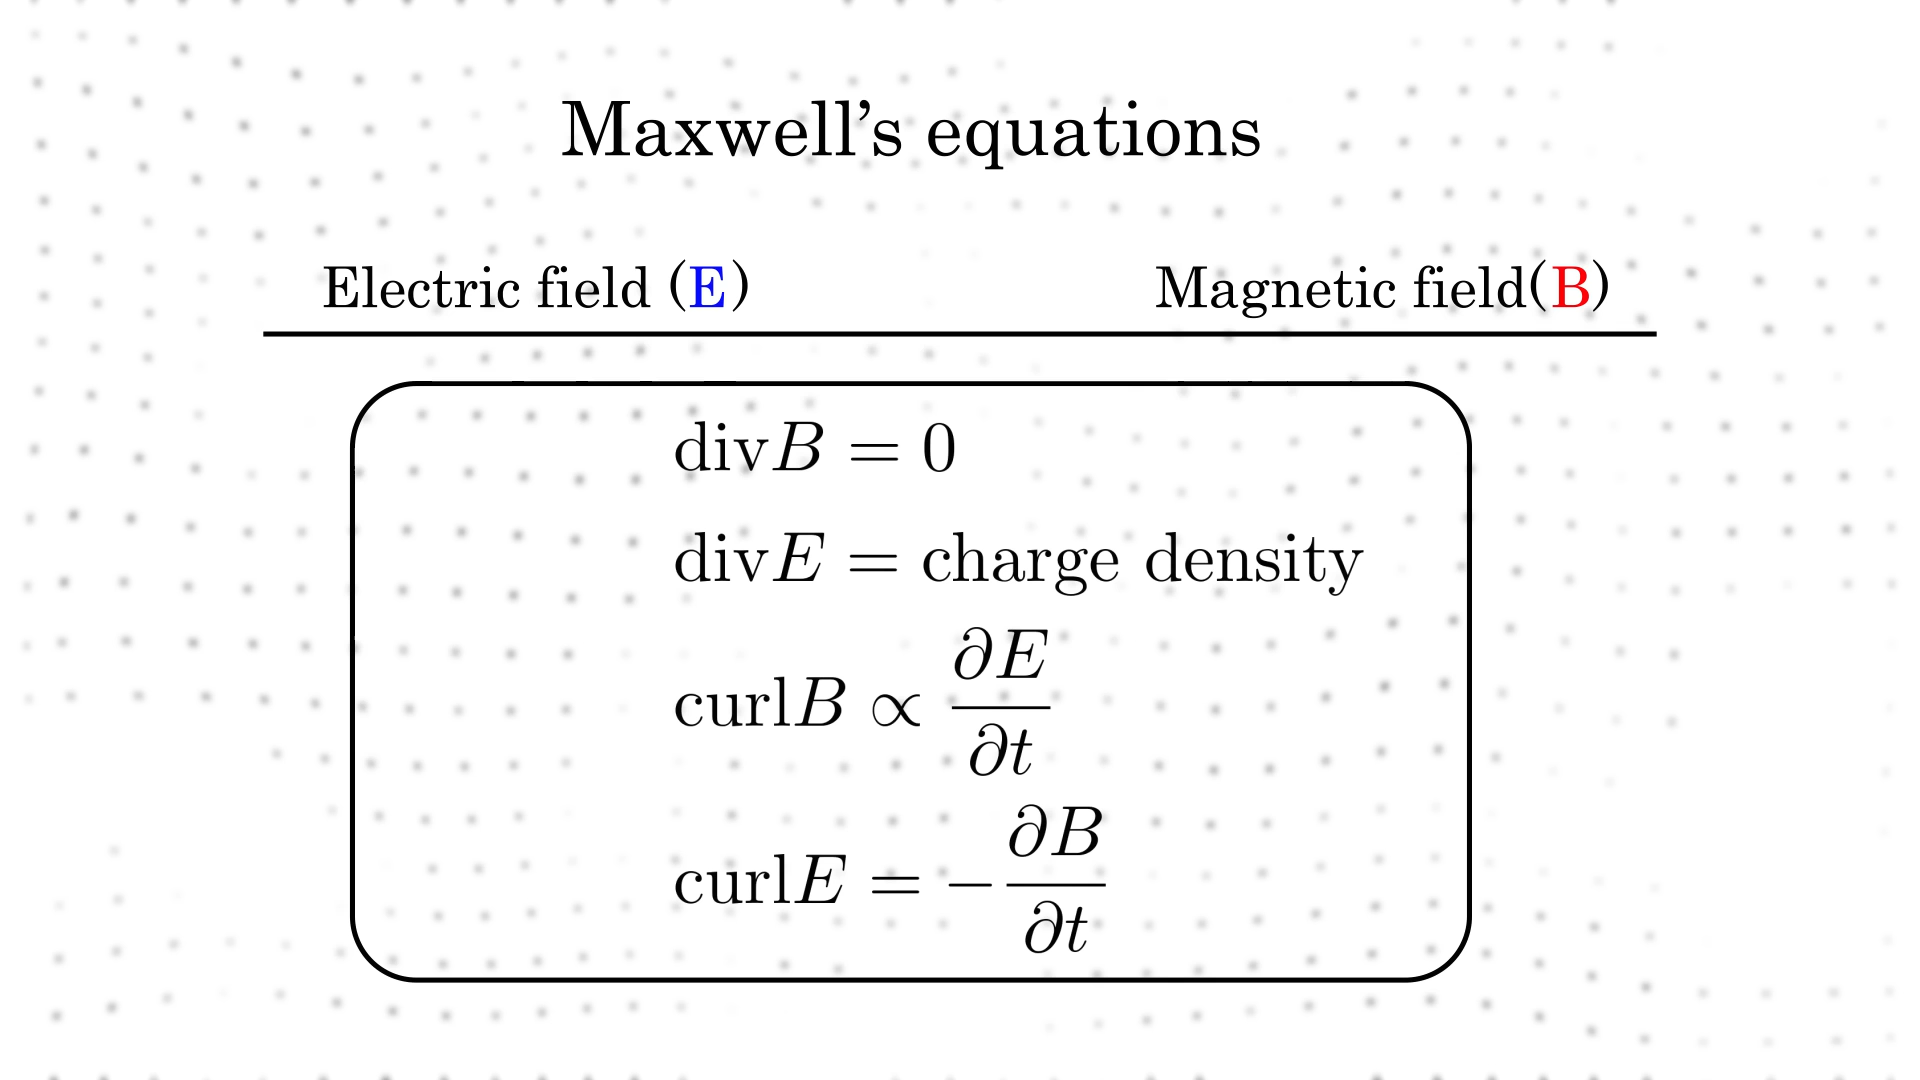 Maxwell’s equations
Electric field (E) Magnetic field(B)
divB = 0
divE = charge density
curlB ∝ ∂E/∂t
curlE = −∂B/∂t